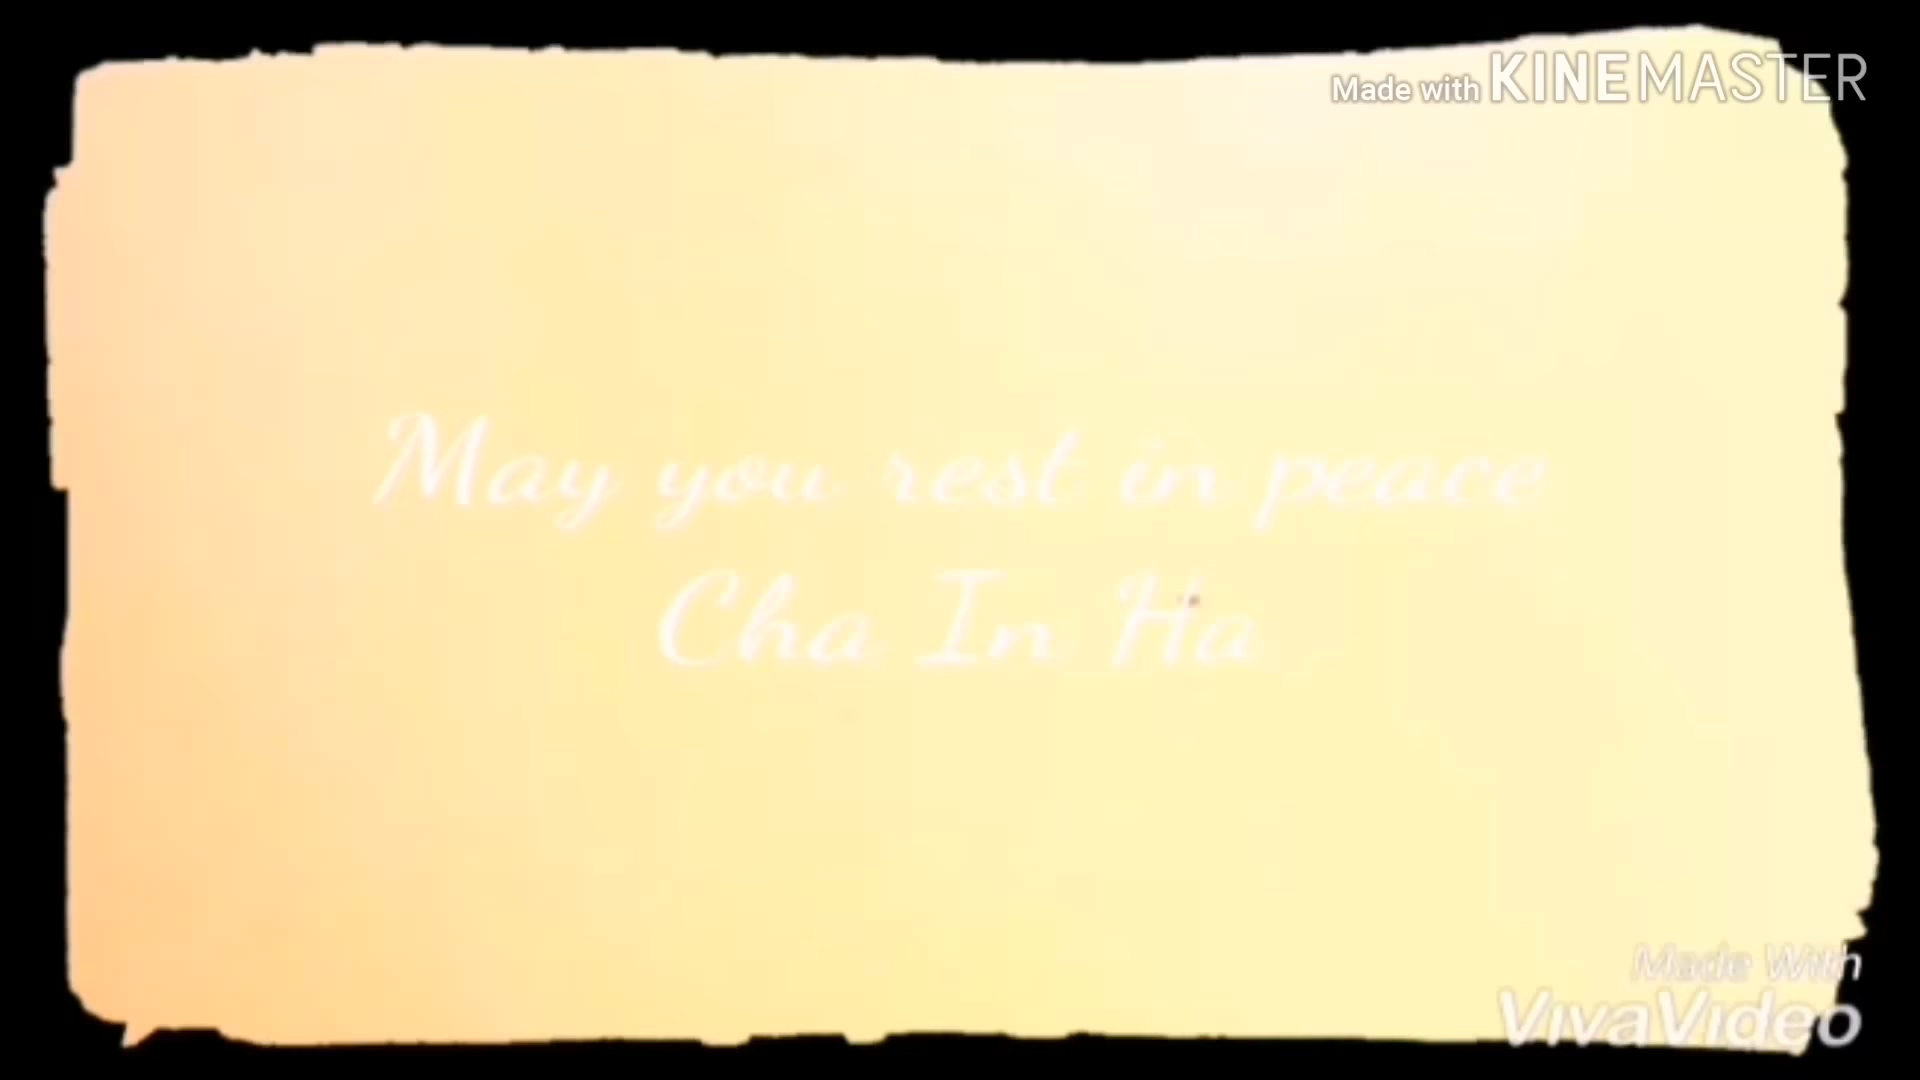 Made with KINEMASTER
May you rest in peace
Cha In Ha
Made With
VivaVideo